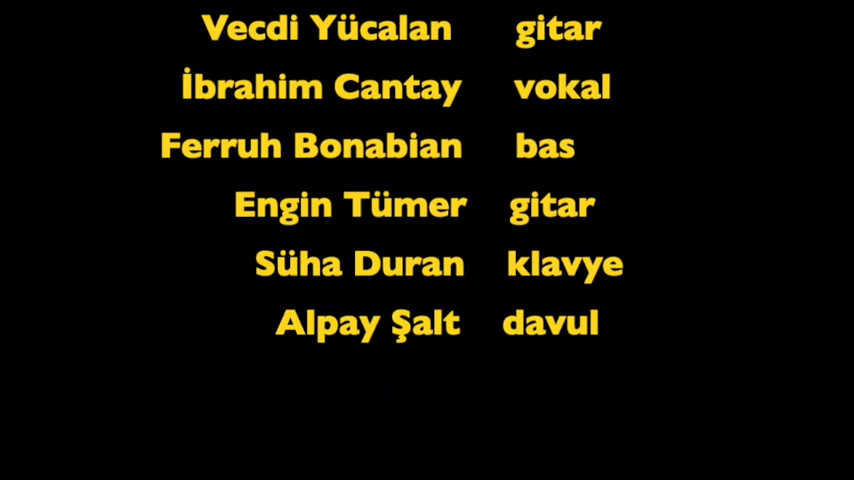 Vecdi Yücalan gitar
İbrahim Cantay vokal
Ferruh Bonabian bas
Engin Tümer gitar
Süha Duran klavye
Alpay Şalt davul